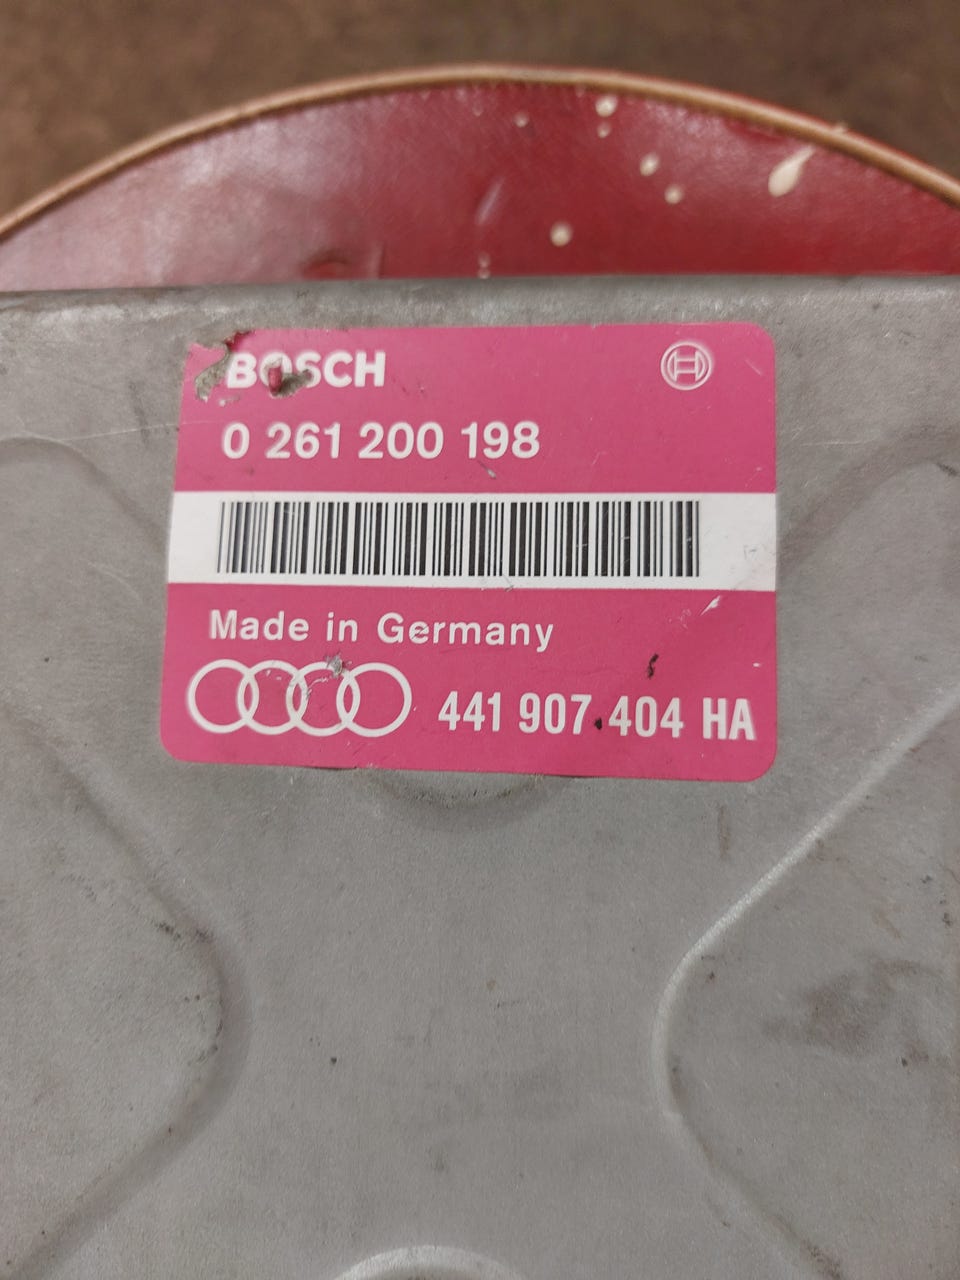 BOSCH
0 261 200 198
Made in Germany
441 907 404 HA